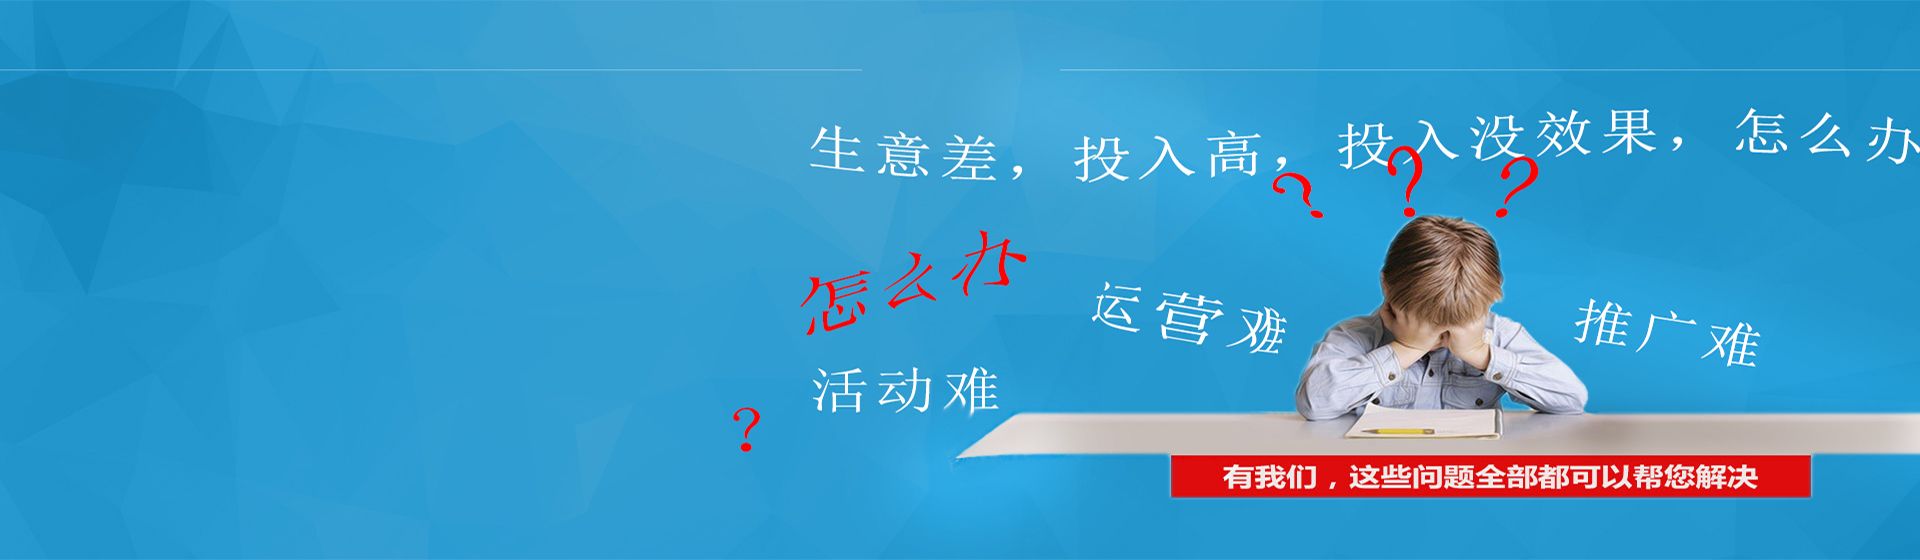 生意差，投入高，投入没效果，怎么办
? ? ?
怎么办
运营难
推广难
活动难
?
有我们，这些问题全部都可以帮您解决